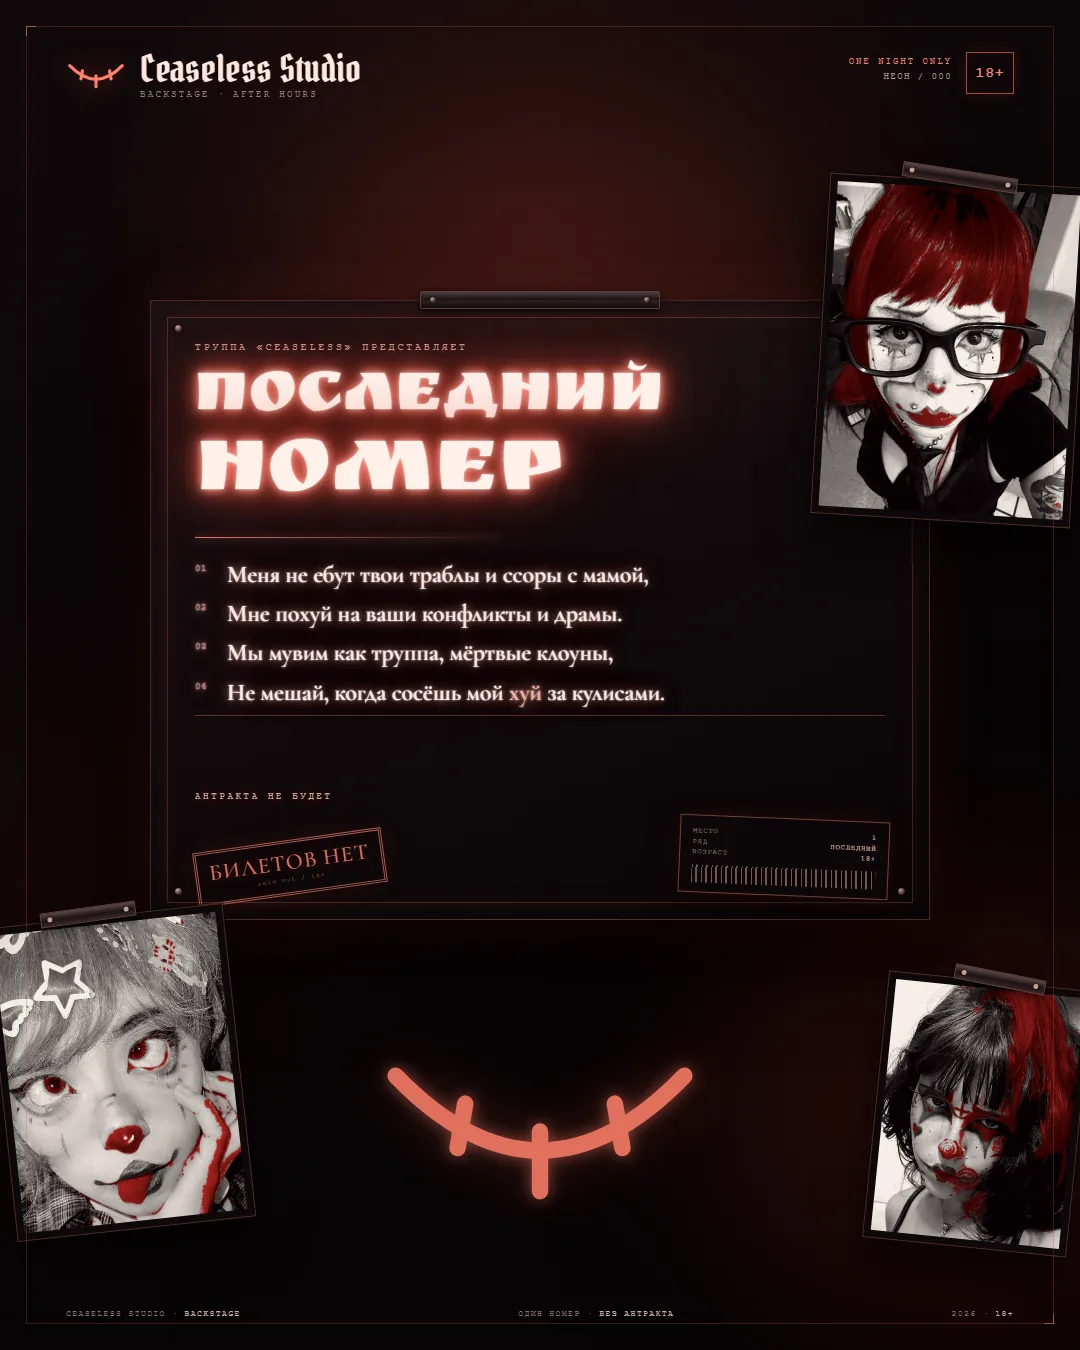 Ceaseless Studio
BACKSTAGE · AFTER HOURS
ONE NIGHT ONLY
НЕОН / 000
18+
ТРУППА «CEASELESS» ПРЕДСТАВЛЯЕТ
ПОСЛЕДНИЙ
НОМЕР
01 Меня не ебут твои траблы и ссоры с мамой,
02 Мне похуй на ваши конфликты и драмы.
03 Мы мувим как труппа, мёртвые клоуны,
04 Не мешай, когда сосёшь мой хуй за кулисами.
АНТРАКТА НЕ БУДЕТ
БИЛЕТОВ НЕТ
sold out / 18+
МЕСТО 1
РЯД ПОСЛЕДНИЙ
ВОЗРАСТ 18+
CEASELESS STUDIO · BACKSTAGE
ОДИН НОМЕР · БЕЗ АНТРАКТА
2026 · 18+